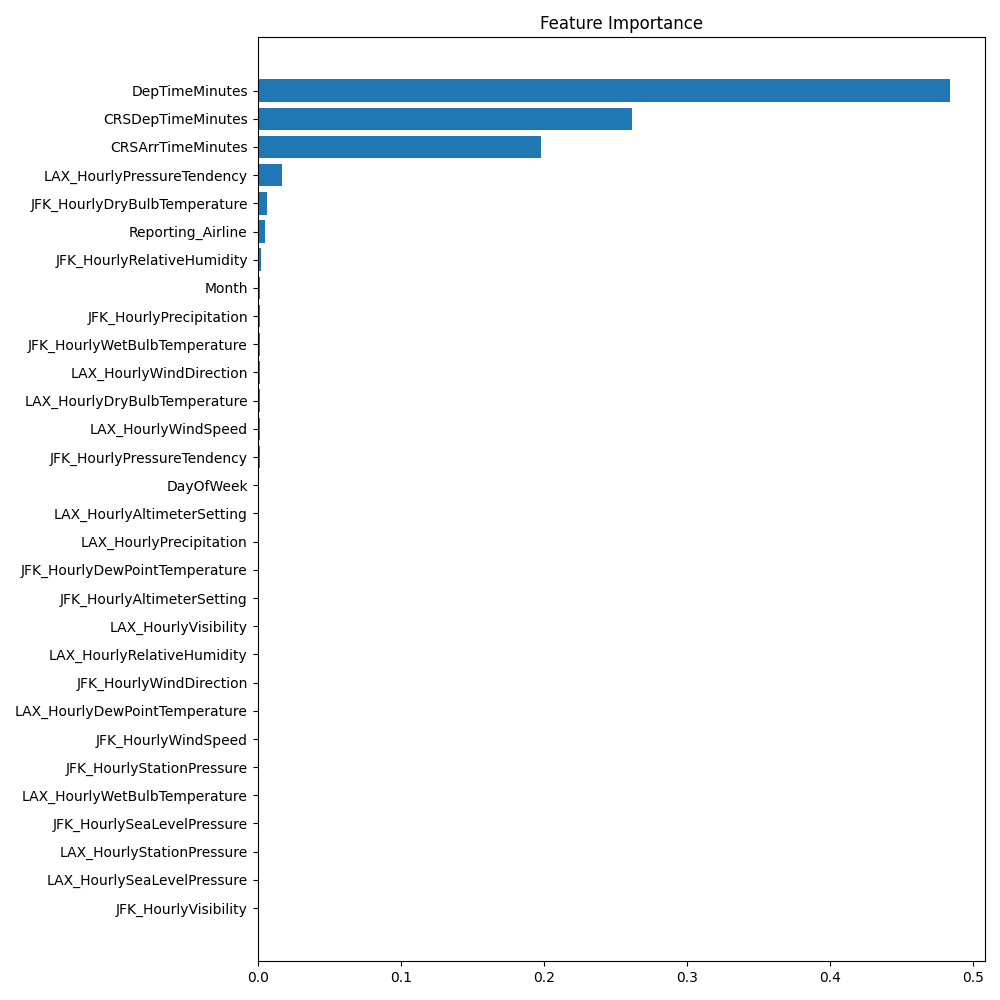 Feature Importance
DepTimeMinutes
CRSDepTimeMinutes
CRSArrTimeMinutes
LAX_HourlyPressureTendency
JFK_HourlyDryBulbTemperature
Reporting_Airline
JFK_HourlyRelativeHumidity
Month
JFK_HourlyPrecipitation
JFK_HourlyWetBulbTemperature
LAX_HourlyWindDirection
LAX_HourlyDryBulbTemperature
LAX_HourlyWindSpeed
JFK_HourlyPressureTendency
DayOfWeek
LAX_HourlyAltimeterSetting
LAX_HourlyPrecipitation
JFK_HourlyDewPointTemperature
JFK_HourlyAltimeterSetting
LAX_HourlyVisibility
LAX_HourlyRelativeHumidity
JFK_HourlyWindDirection
LAX_HourlyDewPointTemperature
JFK_HourlyWindSpeed
JFK_HourlyStationPressure
LAX_HourlyWetBulbTemperature
JFK_HourlySeaLevelPressure
LAX_HourlyStationPressure
LAX_HourlySeaLevelPressure
JFK_HourlyVisibility
0.0 0.1 0.2 0.3 0.4 0.5